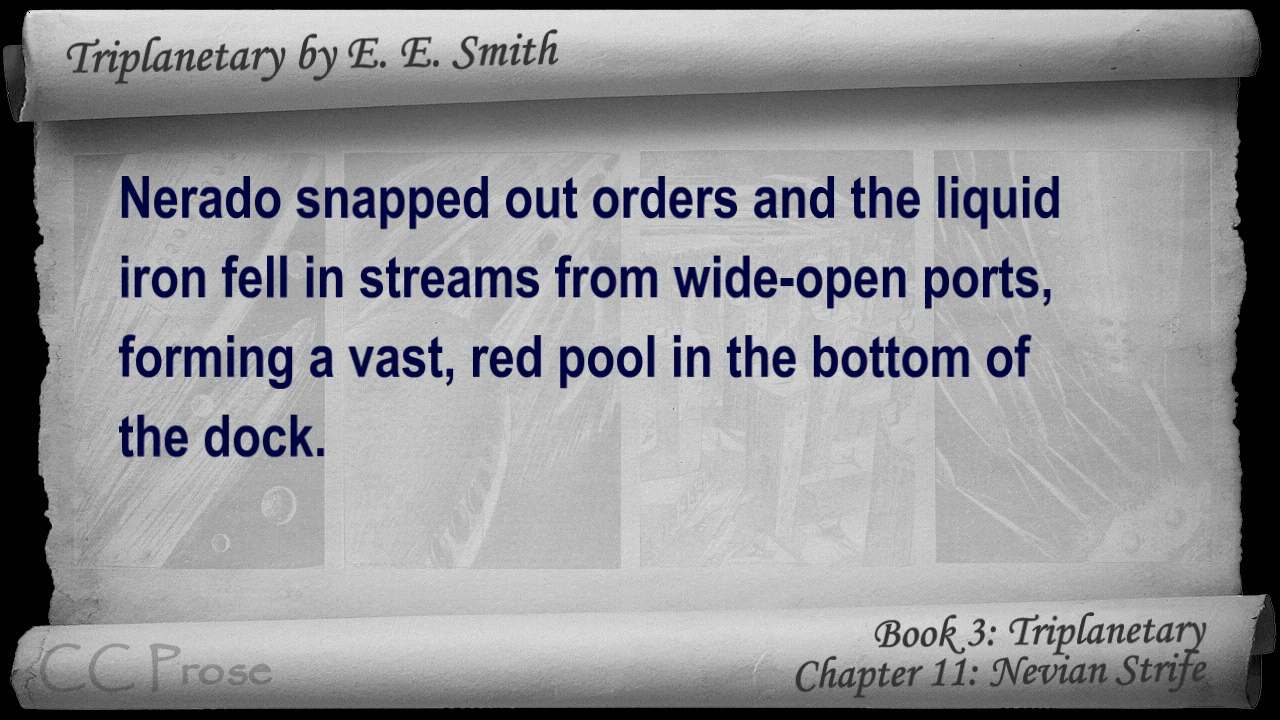 Triplanetary by E. E. Smith
Nerado snapped out orders and the liquid
iron fell in streams from wide-open ports,
forming a vast, red pool in the bottom of
the dock.
Book 3: Triplanetary
Chapter 11: Nevian Strife
CC Prose